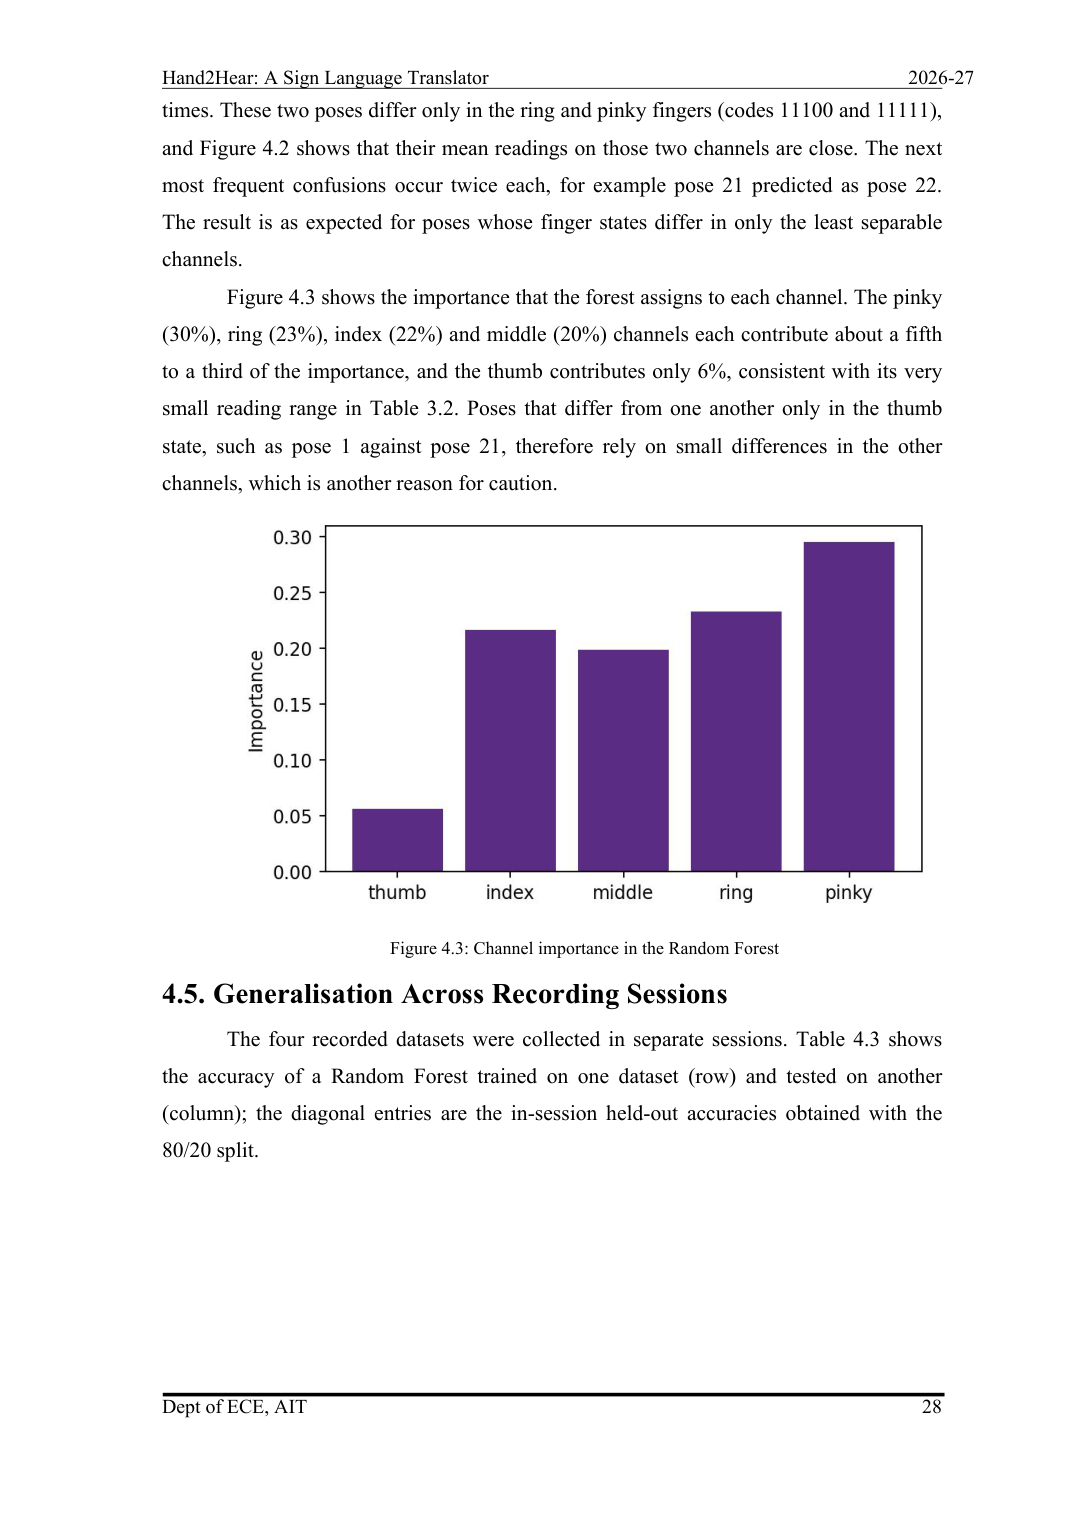 Hand2Hear: A Sign Language Translator 2026-27
times. These two poses differ only in the ring and pinky fingers (codes 11100 and 11111),
and Figure 4.2 shows that their mean readings on those two channels are close. The next
most frequent confusions occur twice each, for example pose 21 predicted as pose 22.
The result is as expected for poses whose finger states differ in only the least separable
channels.
Figure 4.3 shows the importance that the forest assigns to each channel. The pinky
(30%), ring (23%), index (22%) and middle (20%) channels each contribute about a fifth
to a third of the importance, and the thumb contributes only 6%, consistent with its very
small reading range in Table 3.2. Poses that differ from one another only in the thumb
state, such as pose 1 against pose 21, therefore rely on small differences in the other
channels, which is another reason for caution.
0.30
0.25
0.20
0.15
0.10
0.05
0.00
Importance
thumb index middle ring pinky
Figure 4.3: Channel importance in the Random Forest
4.5. Generalisation Across Recording Sessions
The four recorded datasets were collected in separate sessions. Table 4.3 shows
the accuracy of a Random Forest trained on one dataset (row) and tested on another
(column); the diagonal entries are the in-session held-out accuracies obtained with the
80/20 split.
Dept of ECE, AIT 28